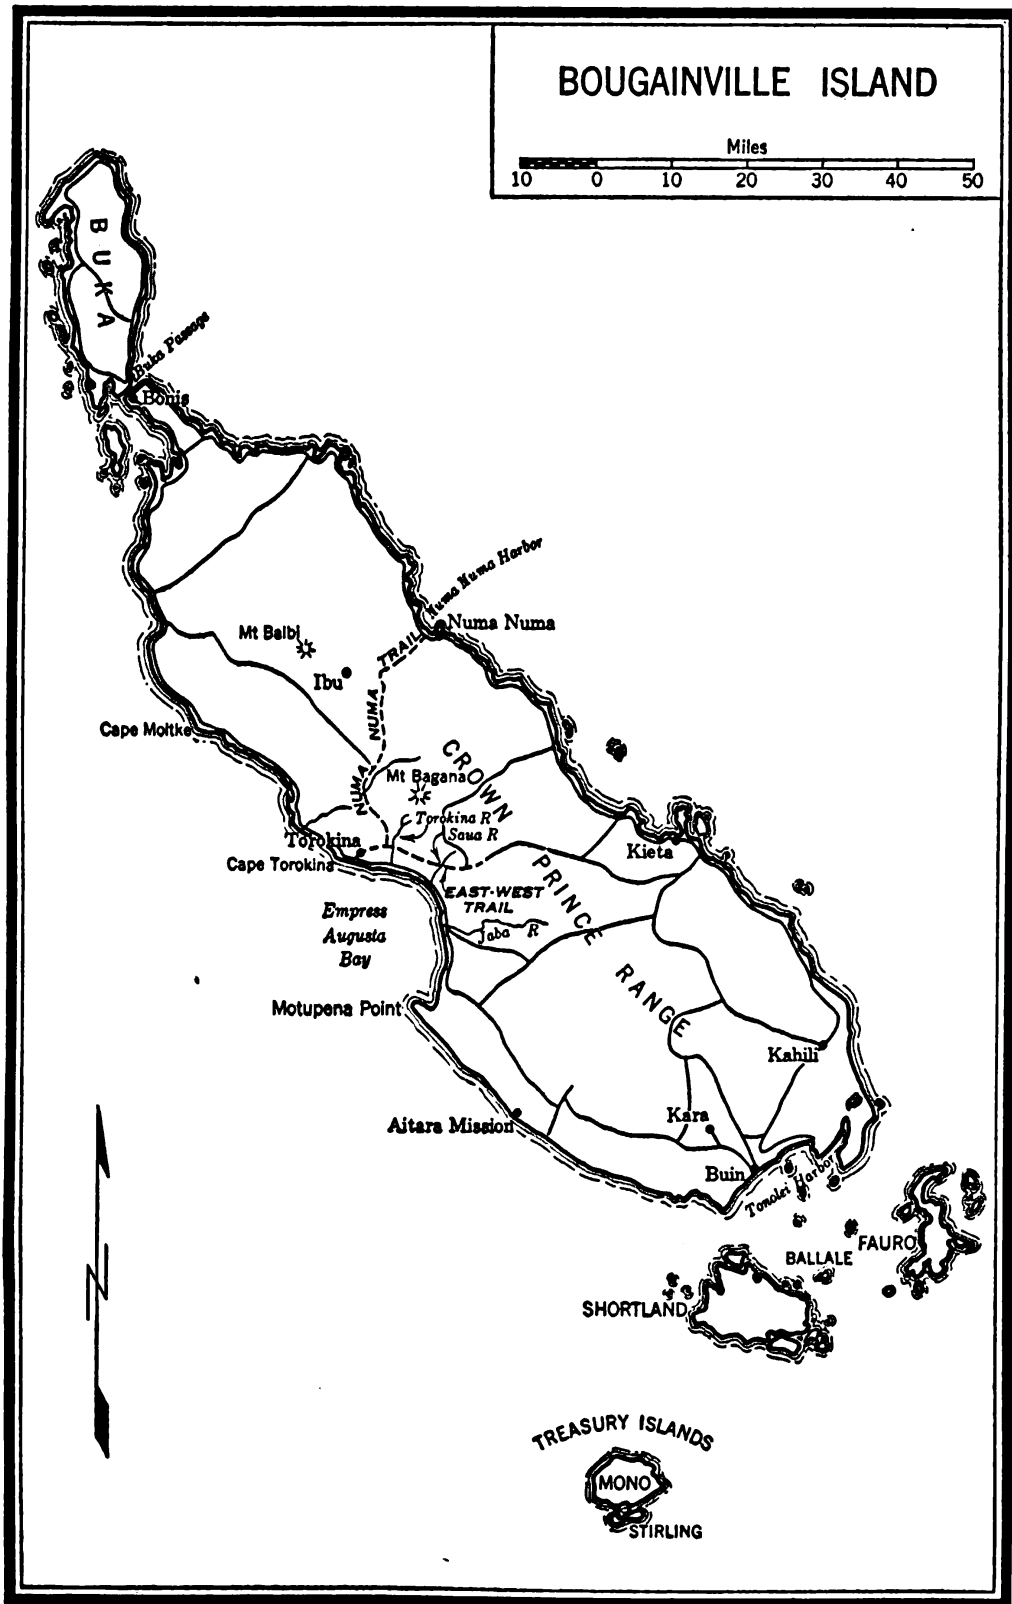 BOUGAINVILLE ISLAND
Miles
10 0 10 20 30 40 50
BUKA
Buka Passage
Bonis
Numa Numa Harbor
Numa Numa
Mt Balbi
Ibu
NUMA NUMA TRAIL
Cape Moltke
CROWN PRINCE RANGE
Mt Bagana
Torokina R
Saua R
Torokina
Cape Torokina
Kieta
EAST-WEST
TRAIL
Empress
Augusta
Bay
Jaba R
Motupena Point
Kahili
Kara
Aitara Mission
Buin
Tonolei Harbor
FAURO
BALLALE
SHORTLAND
TREASURY ISLANDS
MONO
STIRLING